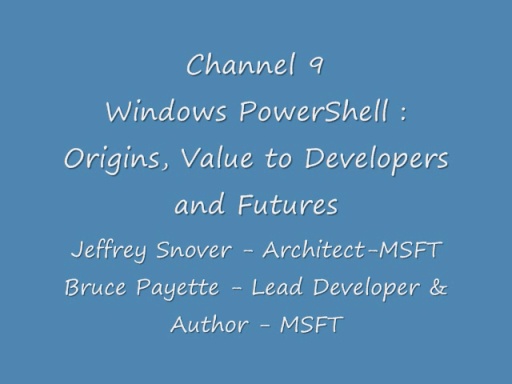 Channel 9
Windows PowerShell :
Origins, Value to Developers
and Futures
Jeffrey Snover - Architect-MSFT
Bruce Payette - Lead Developer &
Author - MSFT